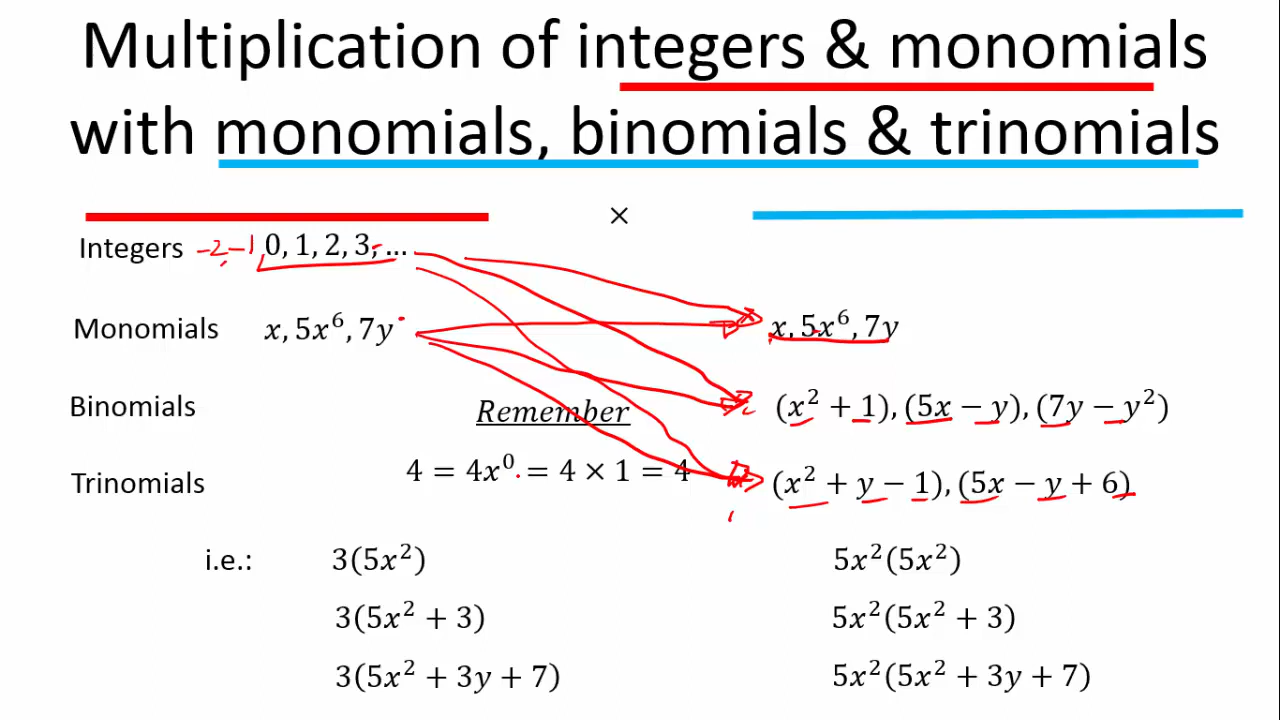 Multiplication of integers & monomials
with monomials, binomials & trinomials
×
Integers -2, -1, 0, 1, 2, 3, …
Monomials x, 5x⁶, 7y x, 5x⁶, 7y
Binomials Remember (x² + 1), (5x − y), (7y − y²)
Trinomials 4 = 4x⁰ = 4 × 1 = 4 (x² + y − 1), (5x − y + 6)
i.e.: 3(5x²) 5x²(5x²)
3(5x² + 3) 5x²(5x² + 3)
3(5x² + 3y + 7) 5x²(5x² + 3y + 7)